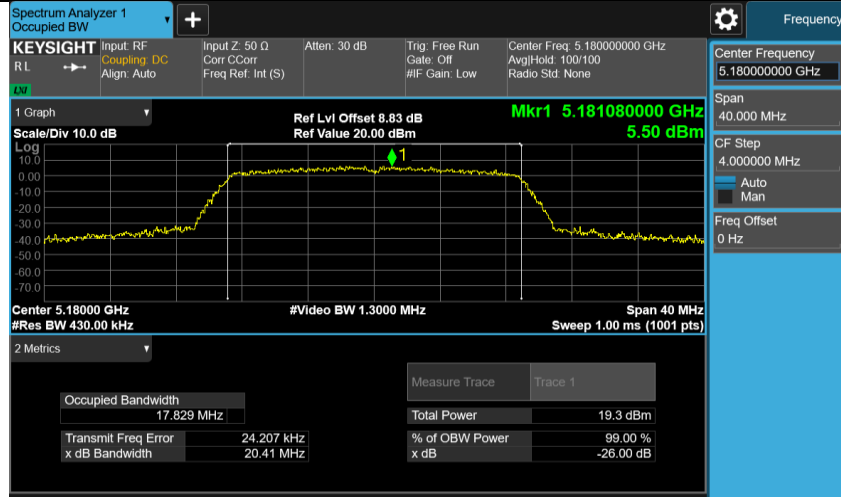 Spectrum Analyzer 1
Occupied BW
Frequency
KEYSIGHT
R L
LXI
Input: RF
Coupling: DC
Align: Auto
Input Z: 50 Ω
Corr CCorr
Freq Ref: Int (S)
Atten: 30 dB
Trig: Free Run
Gate: Off
#IF Gain: Low
Center Freq: 5.180000000 GHz
Avg|Hold: 100/100
Radio Std: None
1 Graph
Scale/Div 10.0 dB
Ref Lvl Offset 8.83 dB
Ref Value 20.00 dBm
Mkr1 5.181080000 GHz
5.50 dBm
Log
10.0
0.00
-10.0
-20.0
-30.0
-40.0
-50.0
-60.0
-70.0
1
Center 5.18000 GHz
#Res BW 430.00 kHz
#Video BW 1.3000 MHz
Span 40 MHz
Sweep 1.00 ms (1001 pts)
2 Metrics
Measure Trace Trace 1
Occupied Bandwidth
17.829 MHz
Total Power 19.3 dBm
Transmit Freq Error 24.207 kHz
x dB Bandwidth 20.41 MHz
% of OBW Power 99.00 %
x dB -26.00 dB
Center Frequency
5.180000000 GHz
Span
40.000 MHz
CF Step
4.000000 MHz
Auto
Man
Freq Offset
0 Hz